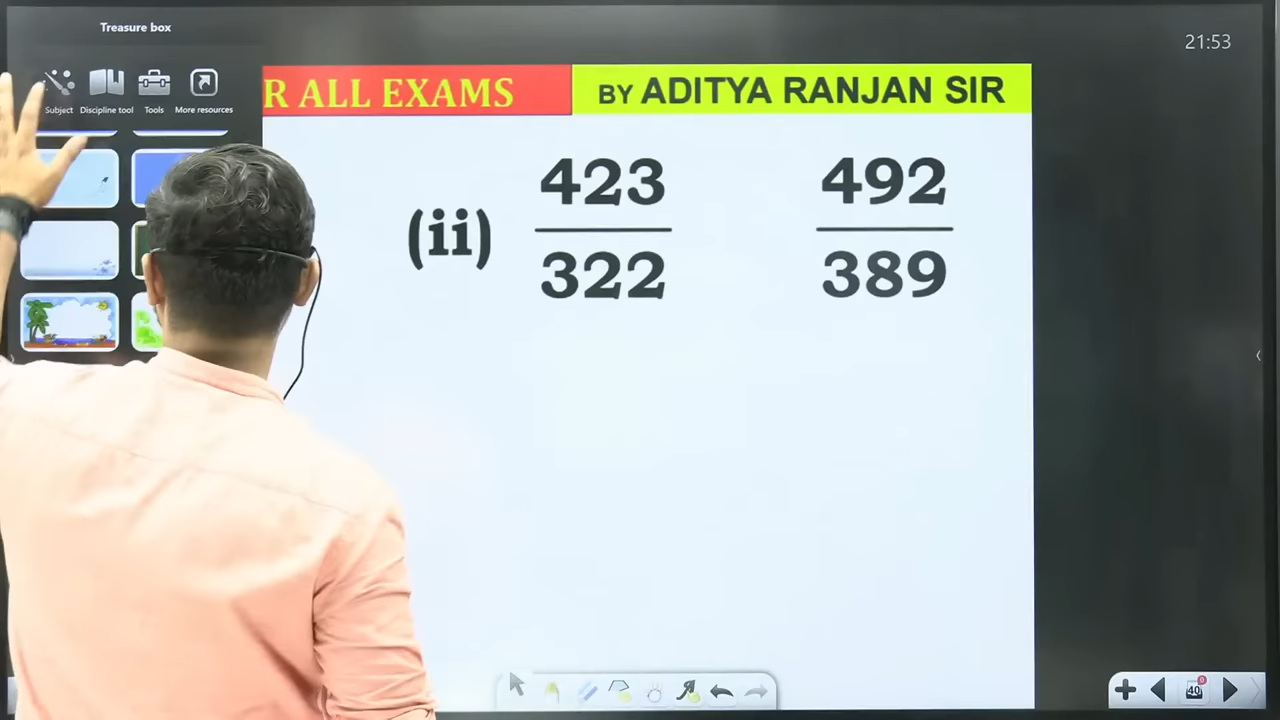 Treasure box
21:53
Subject Discipline tool Tools More resources
R ALL EXAMS BY ADITYA RANJAN SIR
(ii) 423 492
322 389
40